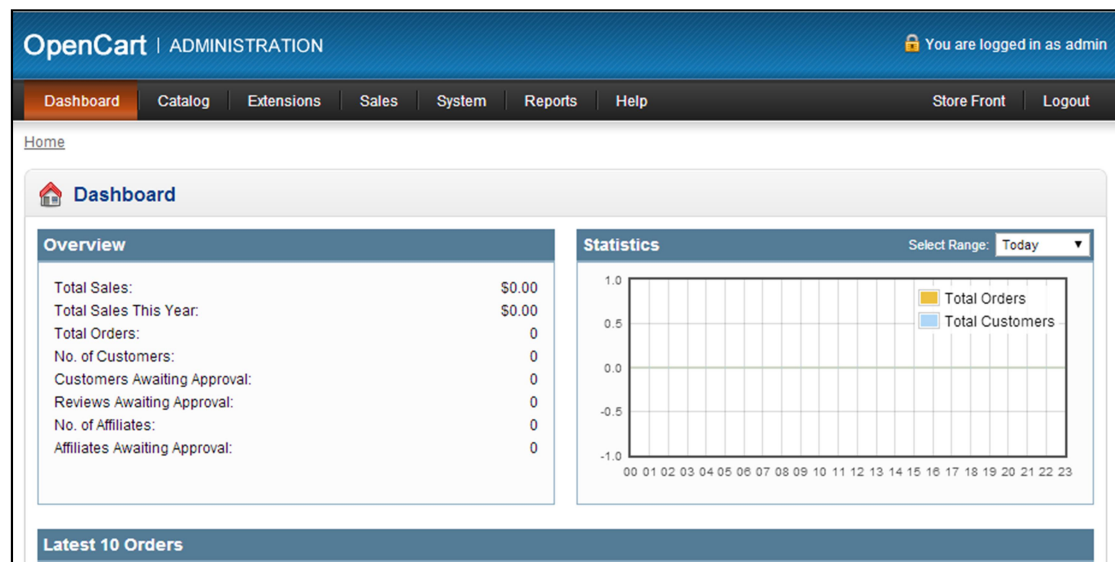 OpenCart | ADMINISTRATION You are logged in as admin
Dashboard Catalog Extensions Sales System Reports Help Store Front Logout
Home
Dashboard
Overview
Total Sales: $0.00
Total Sales This Year: $0.00
Total Orders: 0
No. of Customers: 0
Customers Awaiting Approval: 0
Reviews Awaiting Approval: 0
No. of Affiliates: 0
Affiliates Awaiting Approval: 0
Statistics Select Range: Today
1.0
0.5
0.0
-0.5
-1.0
Total Orders
Total Customers
00 01 02 03 04 05 06 07 08 09 10 11 12 13 14 15 16 17 18 19 20 21 22 23
Latest 10 Orders